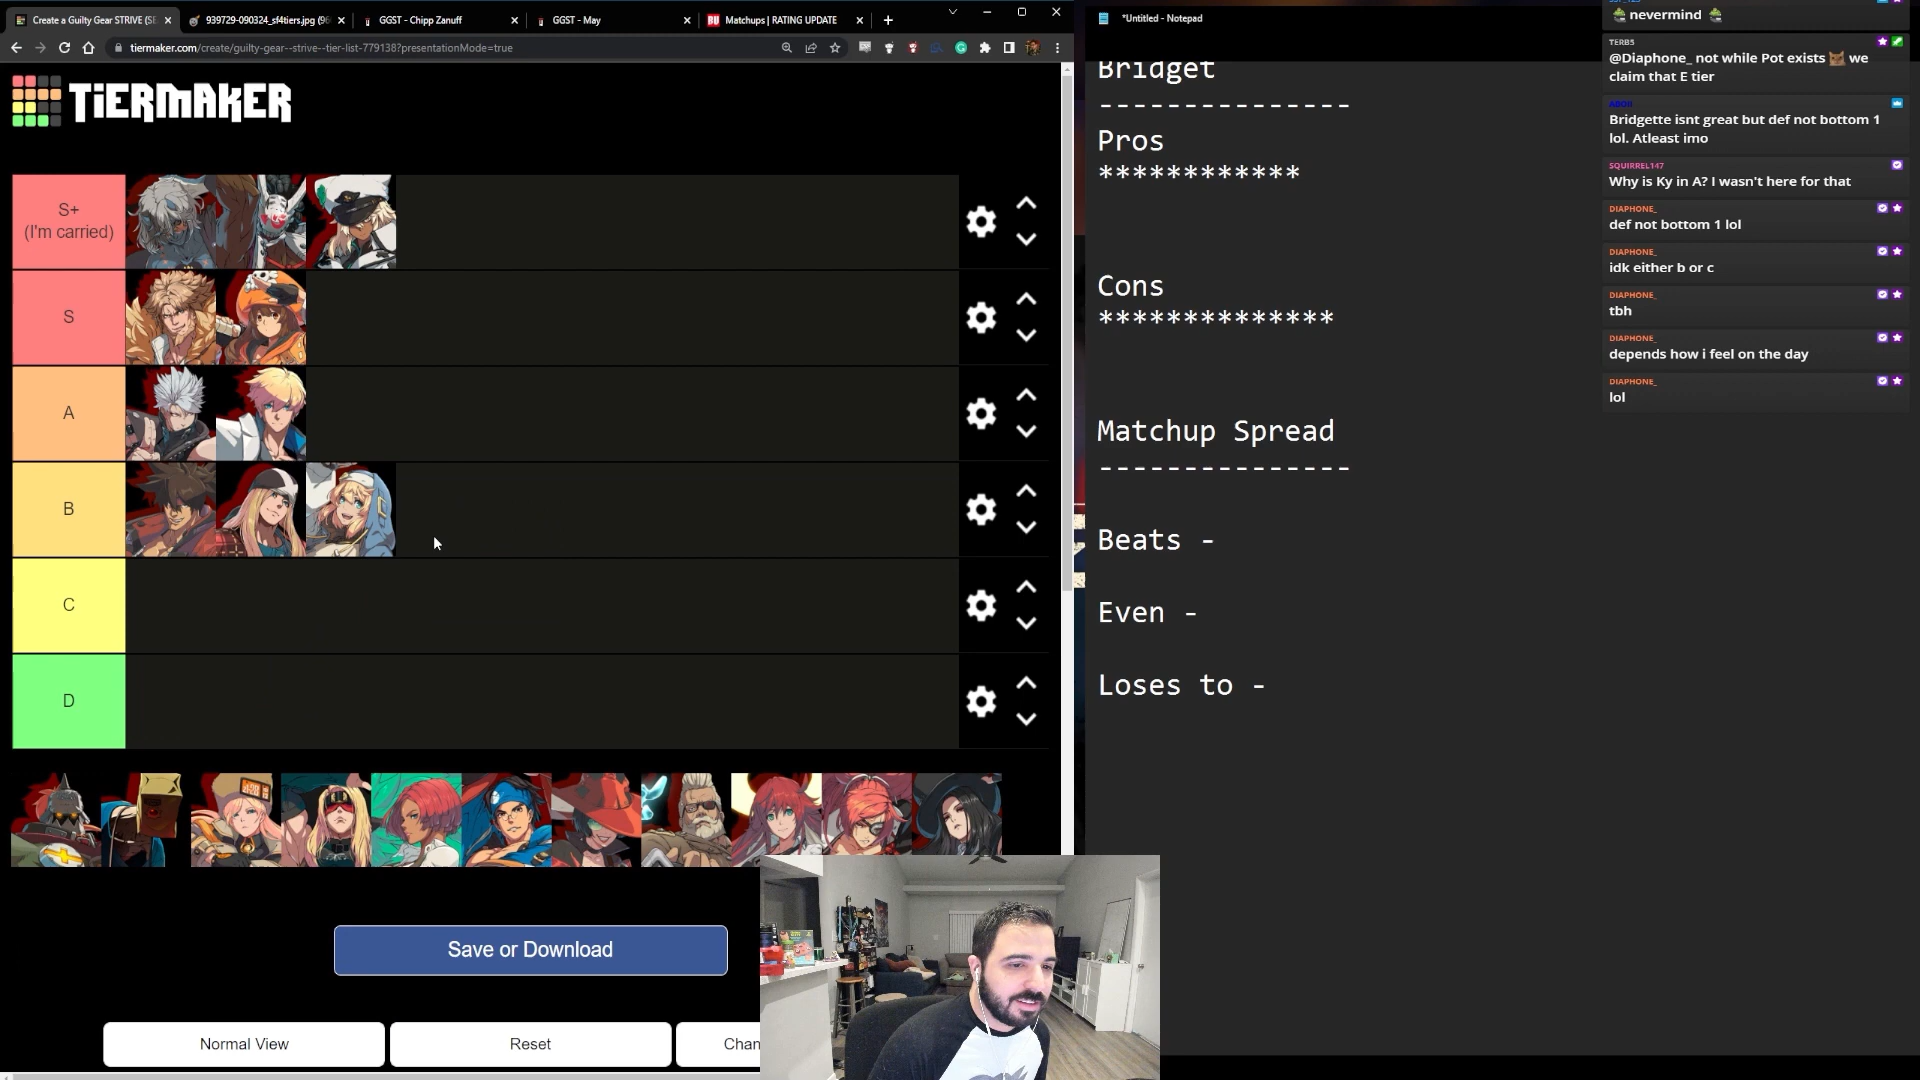 Create a Guilty Gear STRIVE (SE
939729-090324_sf4tiers.jpg (96
GGST - Chipp Zanuff
GGST - May
Matchups | RATING UPDATE
tiermaker.com/create/guilty-gear--strive--tier-list-779138?presentationMode=true
TiERMAKER
S+
(I'm carried)
S
A
B
C
D
Save or Download
Normal View
Reset
Chan
*Untitled - Notepad
Bridget
---------------
Pros
************
Cons
**************
Matchup Spread
---------------
Beats -
Even -
Loses to -
nevermind
TERB5
@Diaphone_ not while Pot exists we
claim that E tier
Bridgette isnt great but def not bottom 1
lol. Atleast imo
SQUIRREL147
Why is Ky in A? I wasn't here for that
DIAPHONE_
def not bottom 1 lol
DIAPHONE_
idk either b or c
DIAPHONE_
tbh
DIAPHONE_
depends how i feel on the day
DIAPHONE_
lol